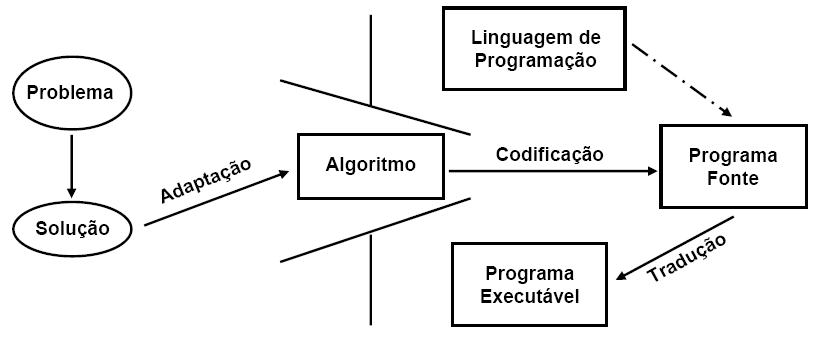 Problema
Solução
Adaptação
Algoritmo
Linguagem de
Programação
Codificação
Programa
Fonte
Tradução
Programa
Executável